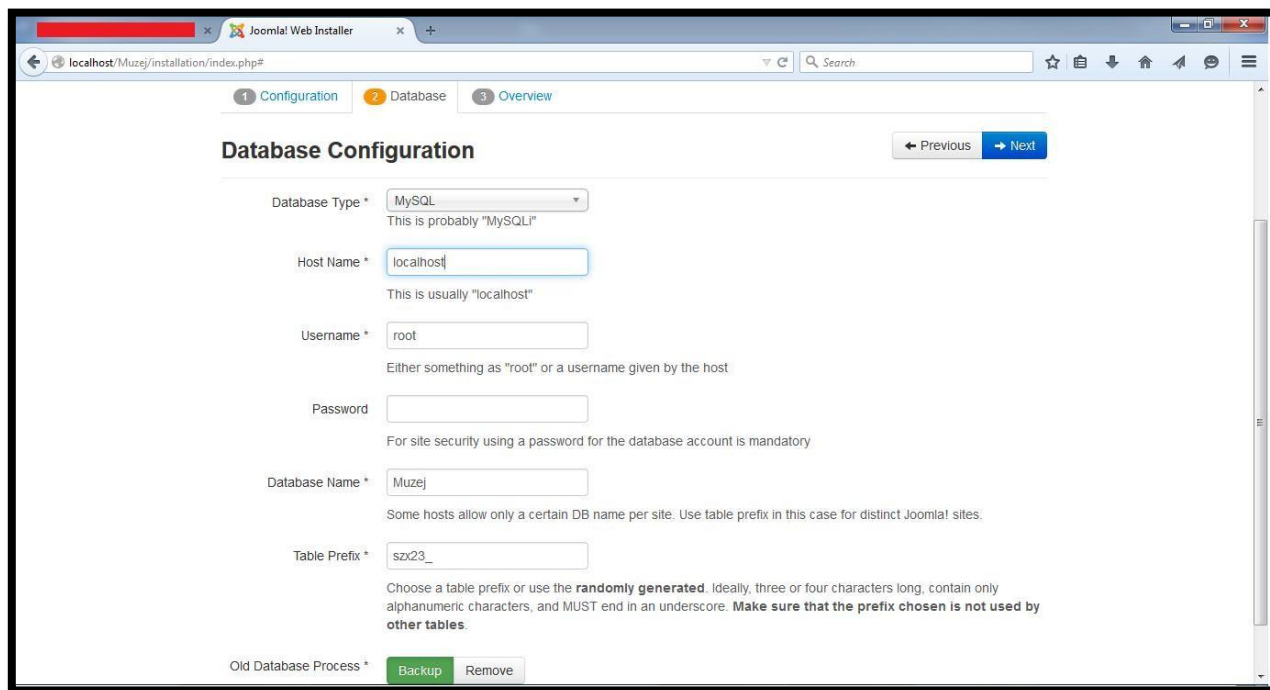 Joomla! Web Installer
localhost/Muzej/installation/index.php#
Search
1 Configuration
2 Database
3 Overview
Database Configuration
Previous
Next
Database Type *
MySQL
This is probably "MySQLi"
Host Name *
localhost
This is usually "localhost"
Username *
root
Either something as "root" or a username given by the host
Password
For site security using a password for the database account is mandatory
Database Name *
Muzej
Some hosts allow only a certain DB name per site. Use table prefix in this case for distinct Joomla! sites.
Table Prefix *
szx23_
Choose a table prefix or use the randomly generated. Ideally, three or four characters long, contain only
alphanumeric characters, and MUST end in an underscore. Make sure that the prefix chosen is not used by
other tables.
Old Database Process *
Backup
Remove